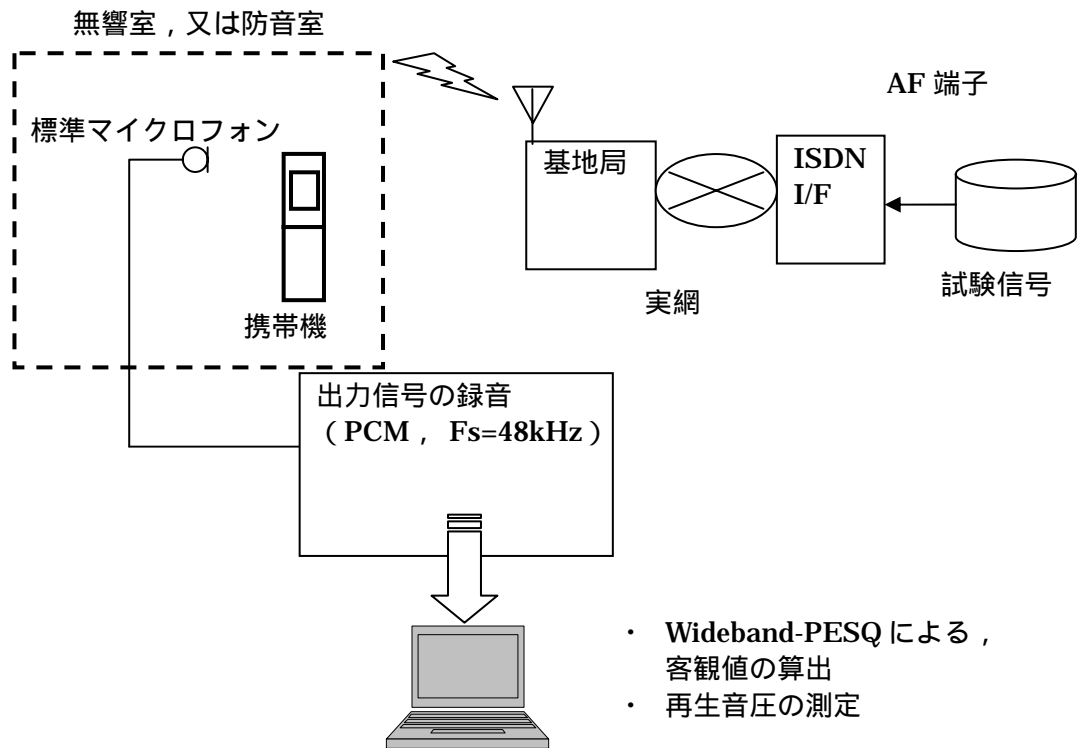 無響室，又は防音室
標準マイクロフォン
携帯機
基地局
実網
ISDN
I/F
AF 端子
試験信号
出力信号の録音
（PCM， Fs=48kHz）
・ Wideband-PESQ による，
客観値の算出
・ 再生音圧の測定